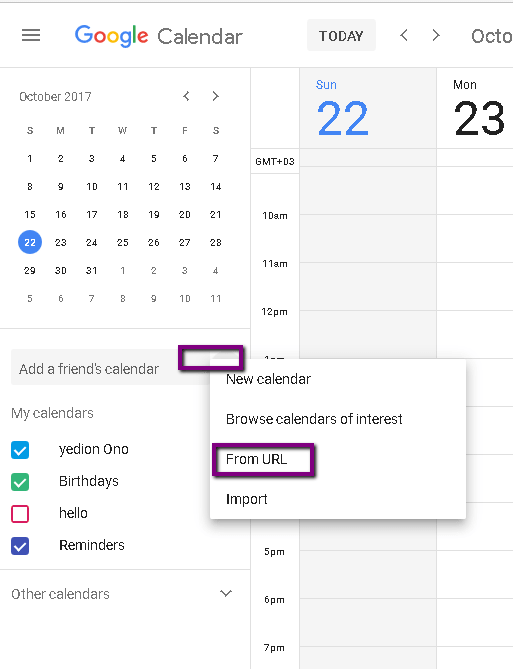 Google Calendar TODAY Octo
October 2017
S M T W T F S
1 2 3 4 5 6 7
8 9 10 11 12 13 14
15 16 17 18 19 20 21
22 23 24 25 26 27 28
29 30 31 1 2 3 4
5 6 7 8 9 10 11
Sun
22
Mon
23
GMT+03
10am
11am
12pm
Add a friend's calendar
New calendar
Browse calendars of interest
From URL
Import
My calendars
yedion Ono
Birthdays
hello
Reminders
Other calendars
5pm
6pm
7pm